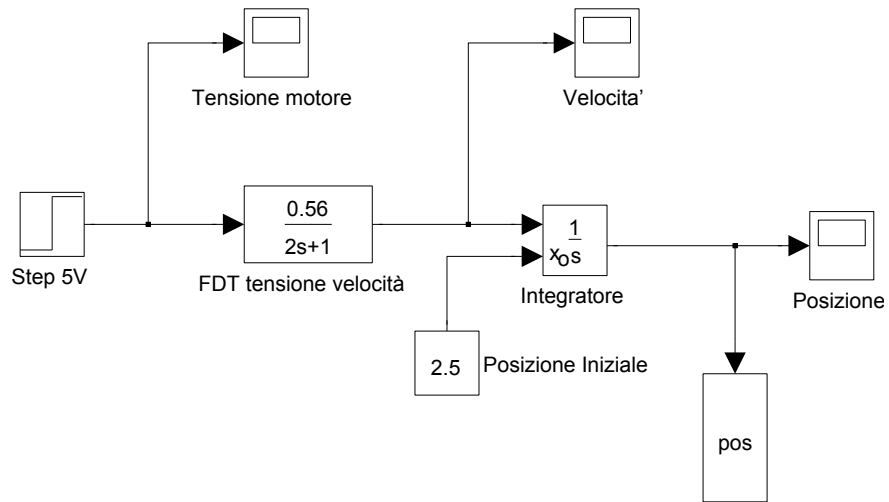 Tensione motore
Velocita'
Step 5V
0.56
2s+1
FDT tensione velocità
1
xo s
Integratore
Posizione
2.5
Posizione Iniziale
pos